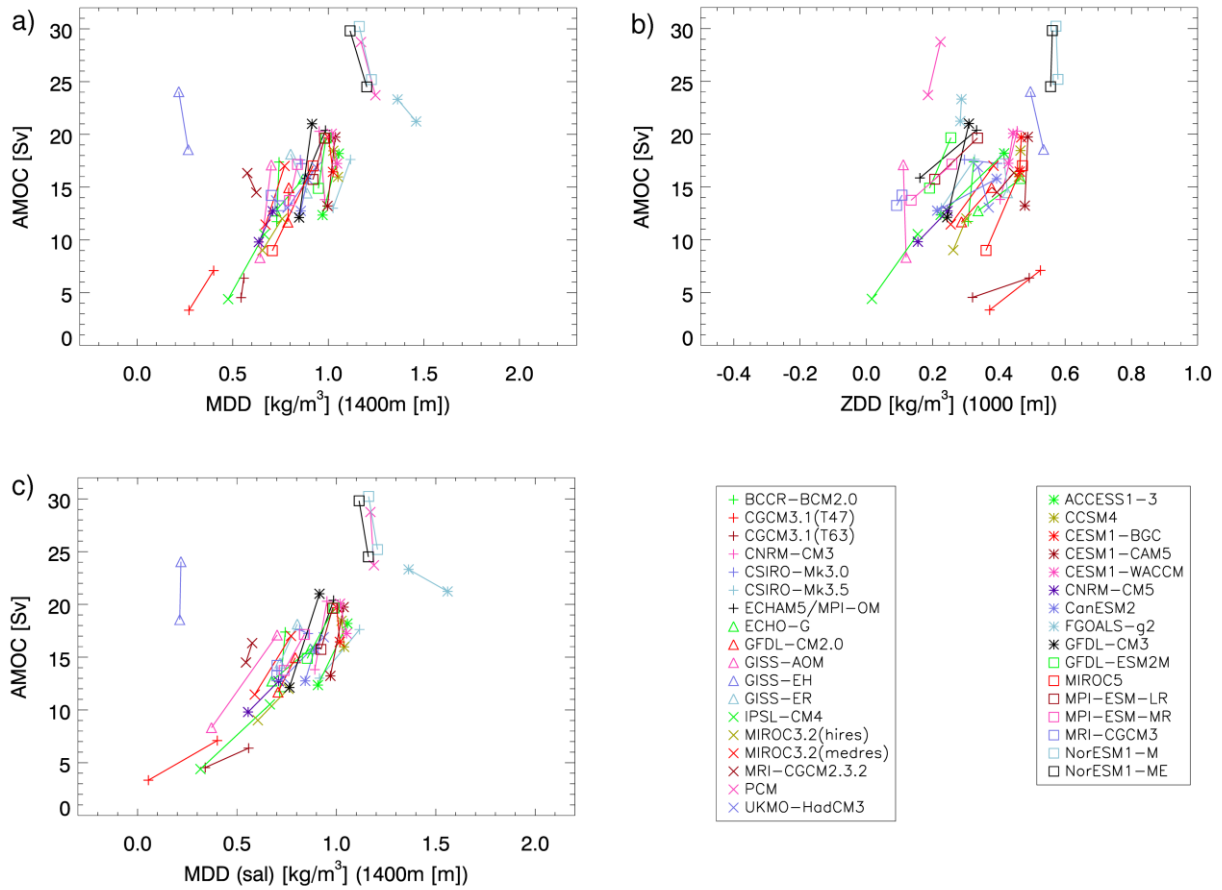 a)
AMOC [Sv]
30
25
20
15
10
5
0
0.0 0.5 1.0 1.5 2.0
MDD [kg/m³] (1400m [m])
b)
AMOC [Sv]
30
25
20
15
10
5
0
-0.4 -0.2 0.0 0.2 0.4 0.6 0.8 1.0
ZDD [kg/m³] (1000 [m])
c)
AMOC [Sv]
30
25
20
15
10
5
0
0.0 0.5 1.0 1.5 2.0
MDD (sal) [kg/m³] (1400m [m])
BCCR-BCM2.0
CGCM3.1(T47)
CGCM3.1(T63)
CNRM-CM3
CSIRO-Mk3.0
CSIRO-Mk3.5
ECHAM5/MPI-OM
ECHO-G
GFDL-CM2.0
GISS-AOM
GISS-EH
GISS-ER
IPSL-CM4
MIROC3.2(hires)
MIROC3.2(medres)
MRI-CGCM2.3.2
PCM
UKMO-HadCM3
ACCESS1-3
CCSM4
CESM1-BGC
CESM1-CAM5
CESM1-WACCM
CNRM-CM5
CanESM2
FGOALS-g2
GFDL-CM3
GFDL-ESM2M
MIROC5
MPI-ESM-LR
MPI-ESM-MR
MRI-CGCM3
NorESM1-M
NorESM1-ME